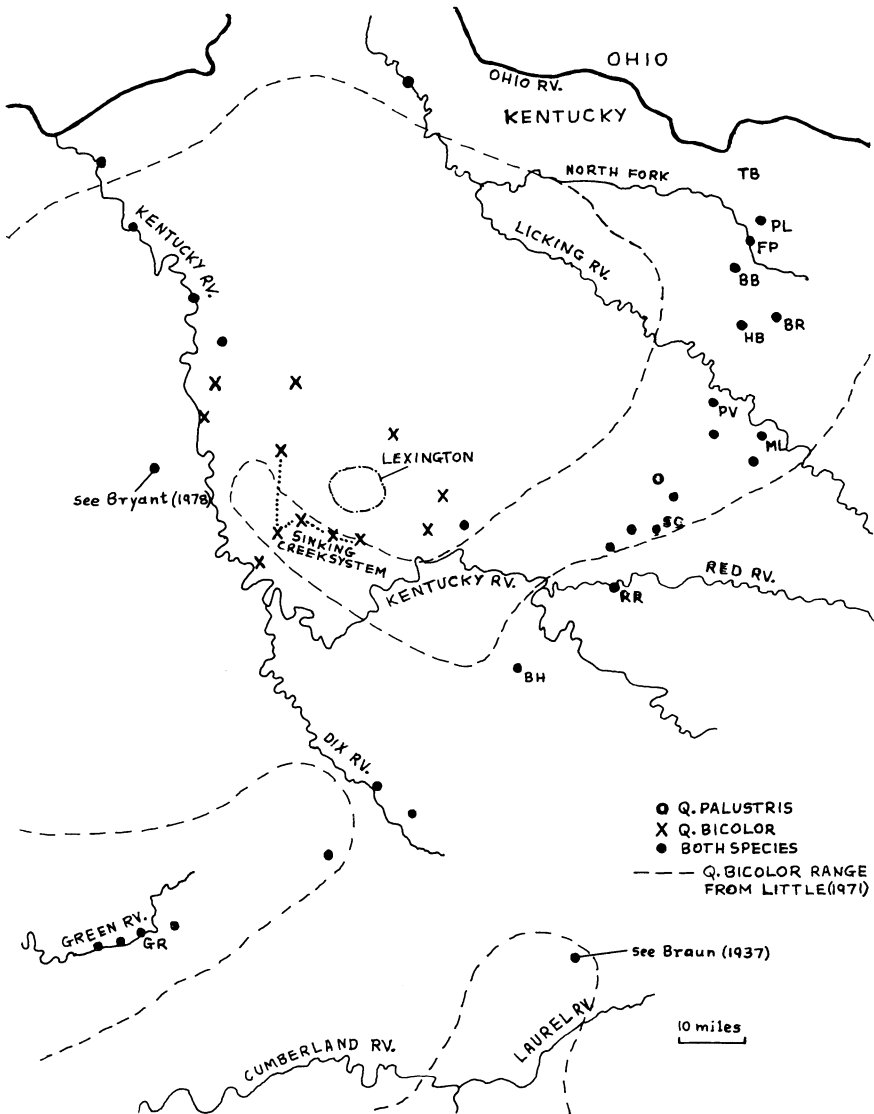 OHIO
OHIO RV.
KENTUCKY
TB
NORTH FORK
PL
KENTUCKY RV.
LICKING RV.
FP
BB
BR
HB
PV
ML
LEXINGTON
see Bryant (1978)
SC
SINKING
CREEK SYSTEM
KENTUCKY RV.
RED RV.
RR
BH
DIX RV.
Q. PALUSTRIS
X Q. BICOLOR
BOTH SPECIES
Q. BICOLOR RANGE
FROM LITTLE (1971)
GREEN RV.
GR
see Braun (1937)
LAUREL RV.
10 miles
CUMBERLAND RV.